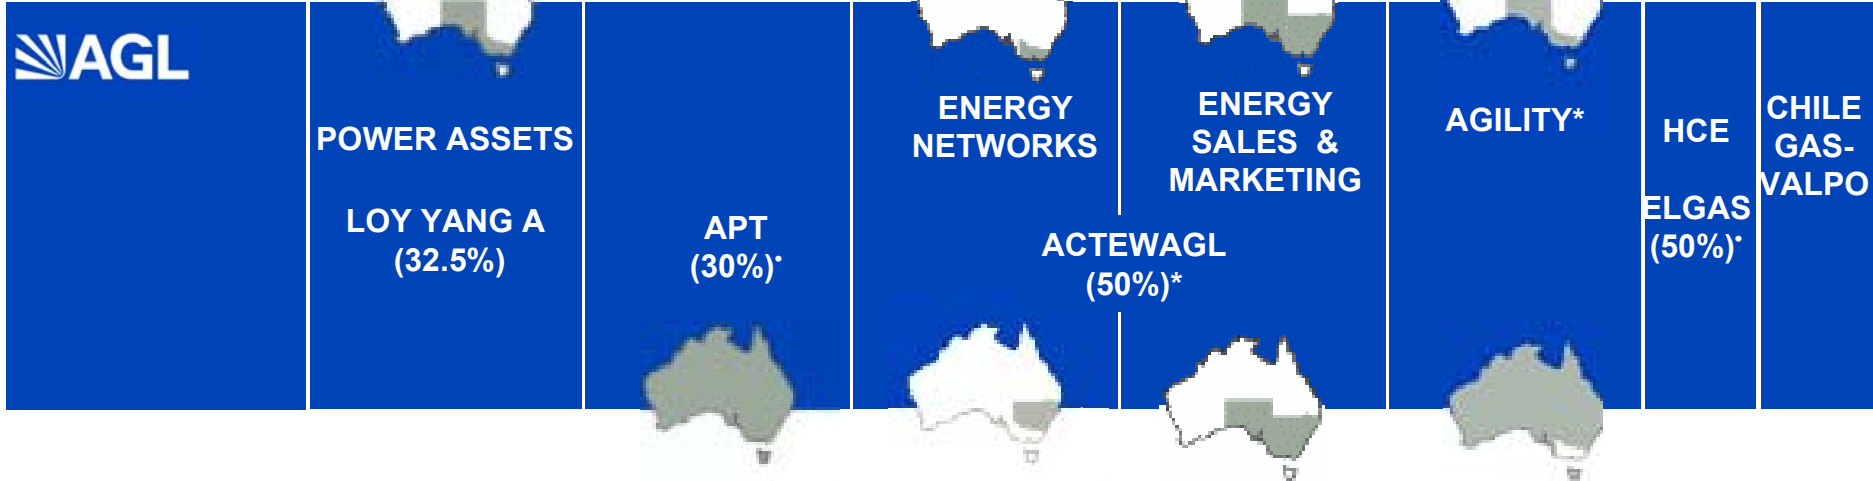 AGL
POWER ASSETS
LOY YANG A
(32.5%)
APT
(30%)•
ENERGY
NETWORKS
ENERGY
SALES &
MARKETING
ACTEWAGL
(50%)*
AGILITY*
HCE
ELGAS
(50%)•
CHILE
GAS-
VALPO